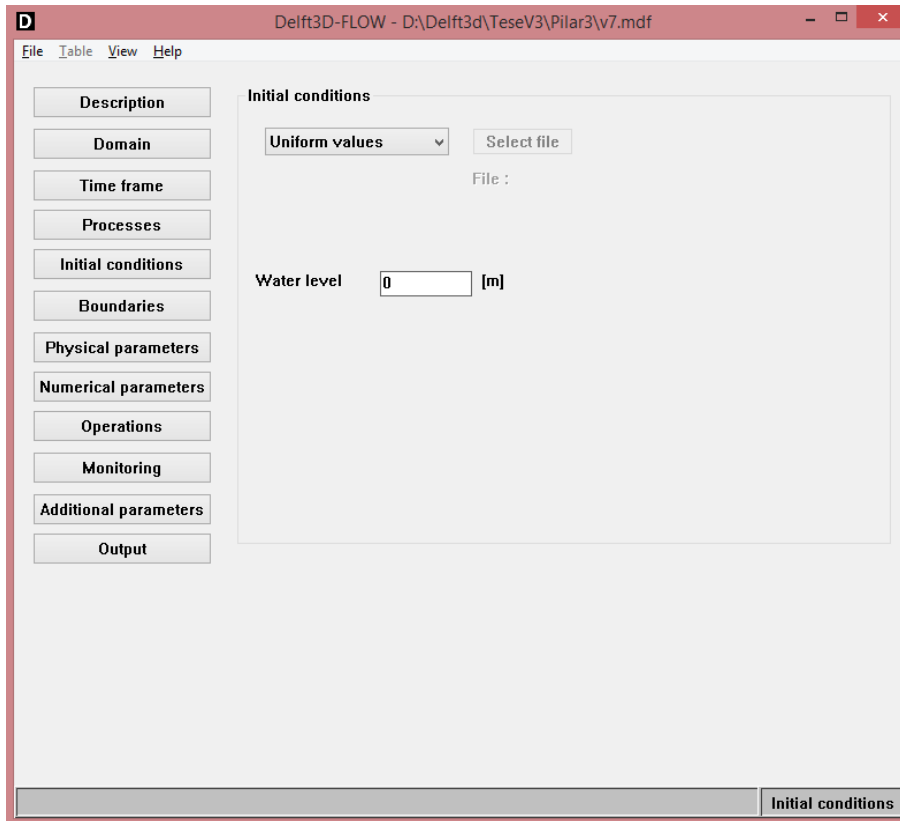 D Delft3D-FLOW - D:\Delft3d\TeseV3\Pilar3\v7.mdf
File Table View Help
Description
Domain
Time frame
Processes
Initial conditions
Boundaries
Physical parameters
Numerical parameters
Operations
Monitoring
Additional parameters
Output
Initial conditions
Uniform values Select file
File :
Water level 0 [m]
Initial conditions